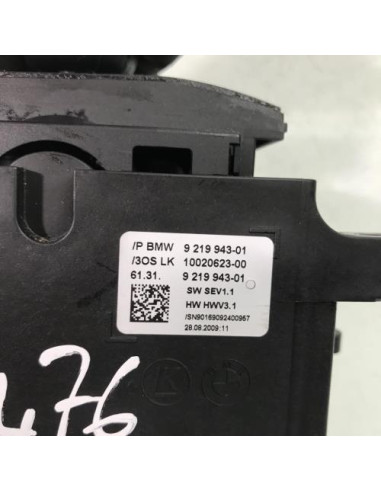 /P BMW 9 219 943-01
/3OS LK 10020623-00
61.31. 9 219 943-01
SW SEV1.1
HW HWV3.1
/SN90169092400957
28.08.2009:11
476